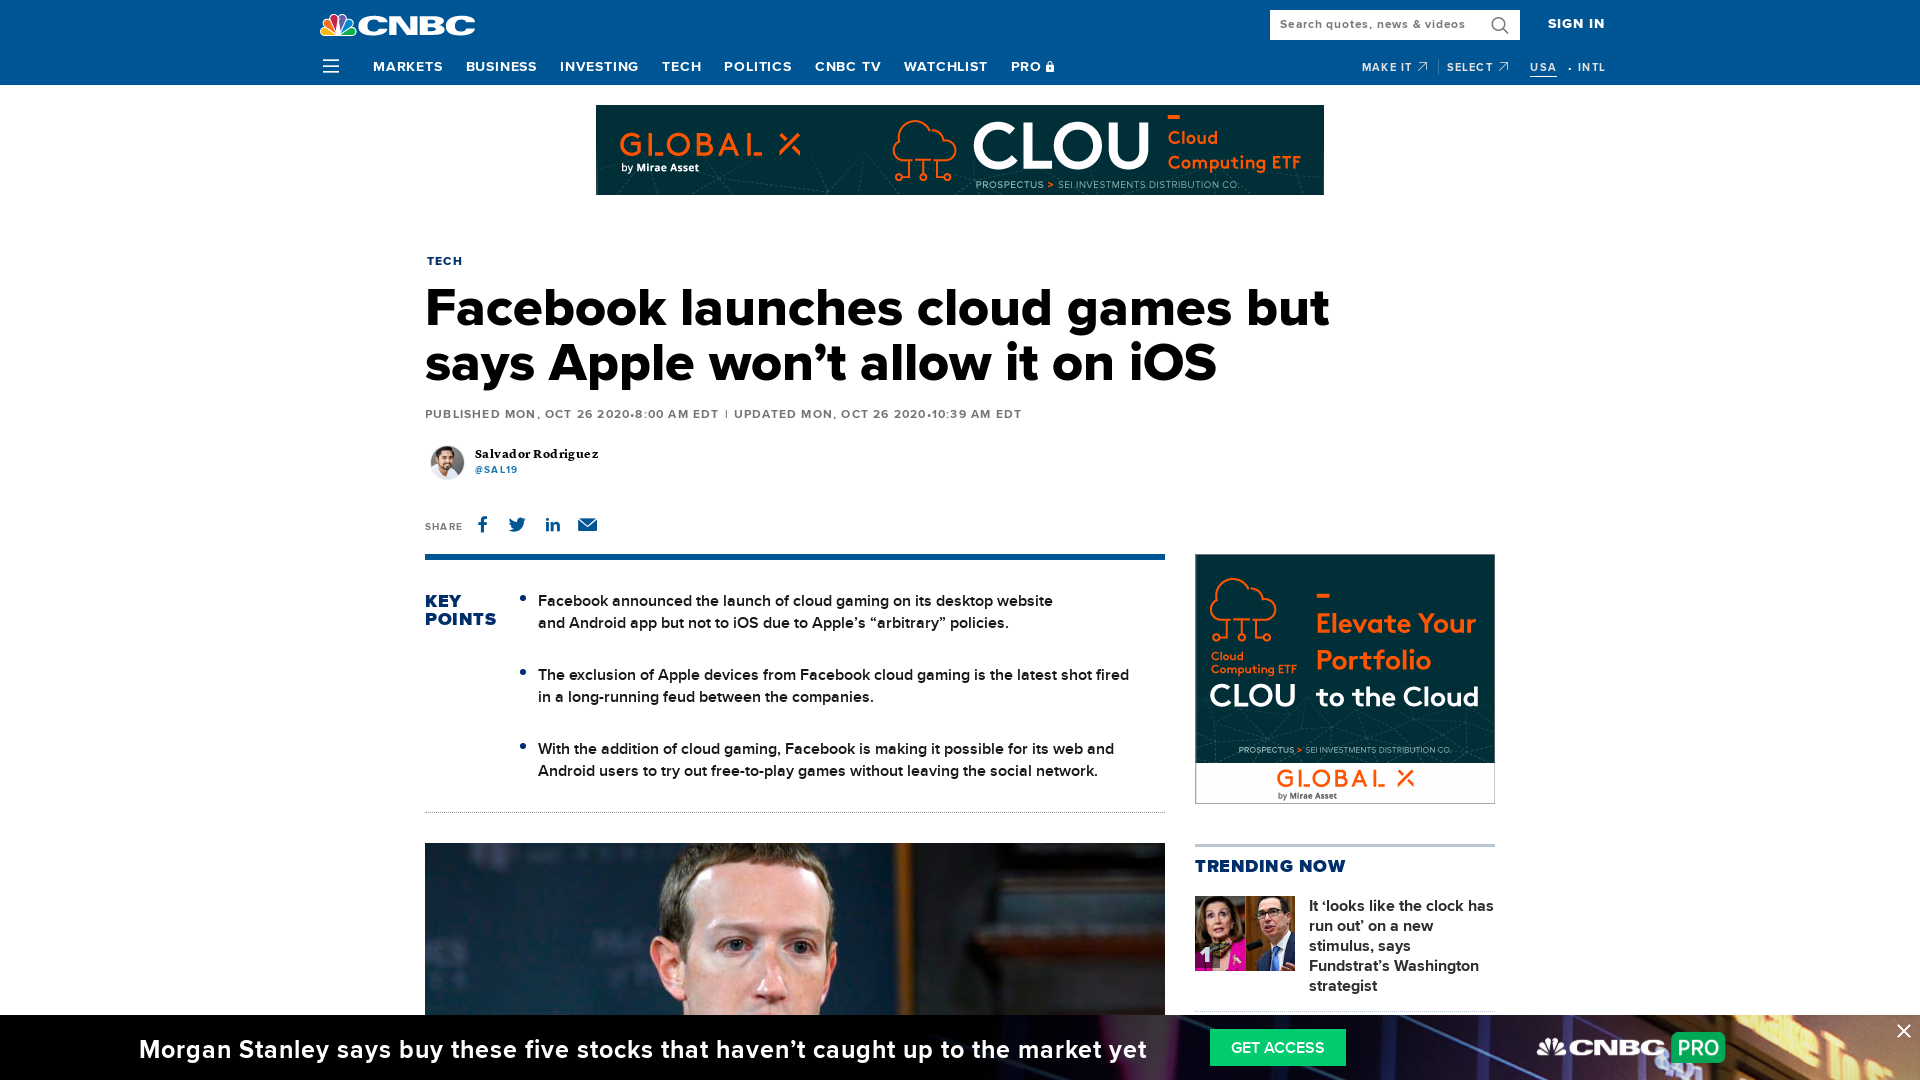 CNBC
Search quotes, news & videos
SIGN IN
MARKETS
BUSINESS
INVESTING
TECH
POLITICS
CNBC TV
WATCHLIST
PRO
MAKE IT
SELECT
USA • INTL
GLOBAL X
by Mirae Asset
CLOU
Cloud
Computing ETF
PROSPECTUS > SEI INVESTMENTS DISTRIBUTION CO.
TECH
Facebook launches cloud games but
says Apple won’t allow it on iOS
PUBLISHED MON, OCT 26 2020•8:00 AM EDT | UPDATED MON, OCT 26 2020•10:39 AM EDT
Salvador Rodriguez
@SAL19
SHARE
KEY
POINTS
Facebook announced the launch of cloud gaming on its desktop website
and Android app but not to iOS due to Apple’s “arbitrary” policies.
The exclusion of Apple devices from Facebook cloud gaming is the latest shot fired
in a long-running feud between the companies.
With the addition of cloud gaming, Facebook is making it possible for its web and
Android users to try out free-to-play games without leaving the social network.
Cloud
Computing ETF
CLOU
Elevate Your
Portfolio
to the Cloud
PROSPECTUS > SEI INVESTMENTS DISTRIBUTION CO.
GLOBAL X
by Mirae Asset
TRENDING NOW
1
It ‘looks like the clock has
run out’ on a new
stimulus, says
Fundstrat’s Washington
strategist
Morgan Stanley says buy these five stocks that haven’t caught up to the market yet
GET ACCESS
CNBC PRO